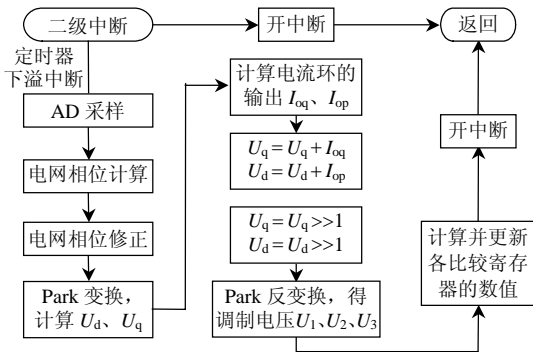 二级中断
开中断
返回
定时器
下溢中断
AD 采样
电网相位计算
电网相位修正
Park 变换，
计算 Ud、Uq
计算电流环的
输出 Ioq、Iop
Uq = Uq + Ioq
Ud = Ud + Iop
Uq = Uq >>1
Ud = Ud >>1
Park 反变换，得
调制电压U1、U2、U3
开中断
计算并更新
各比较寄存
器的数值